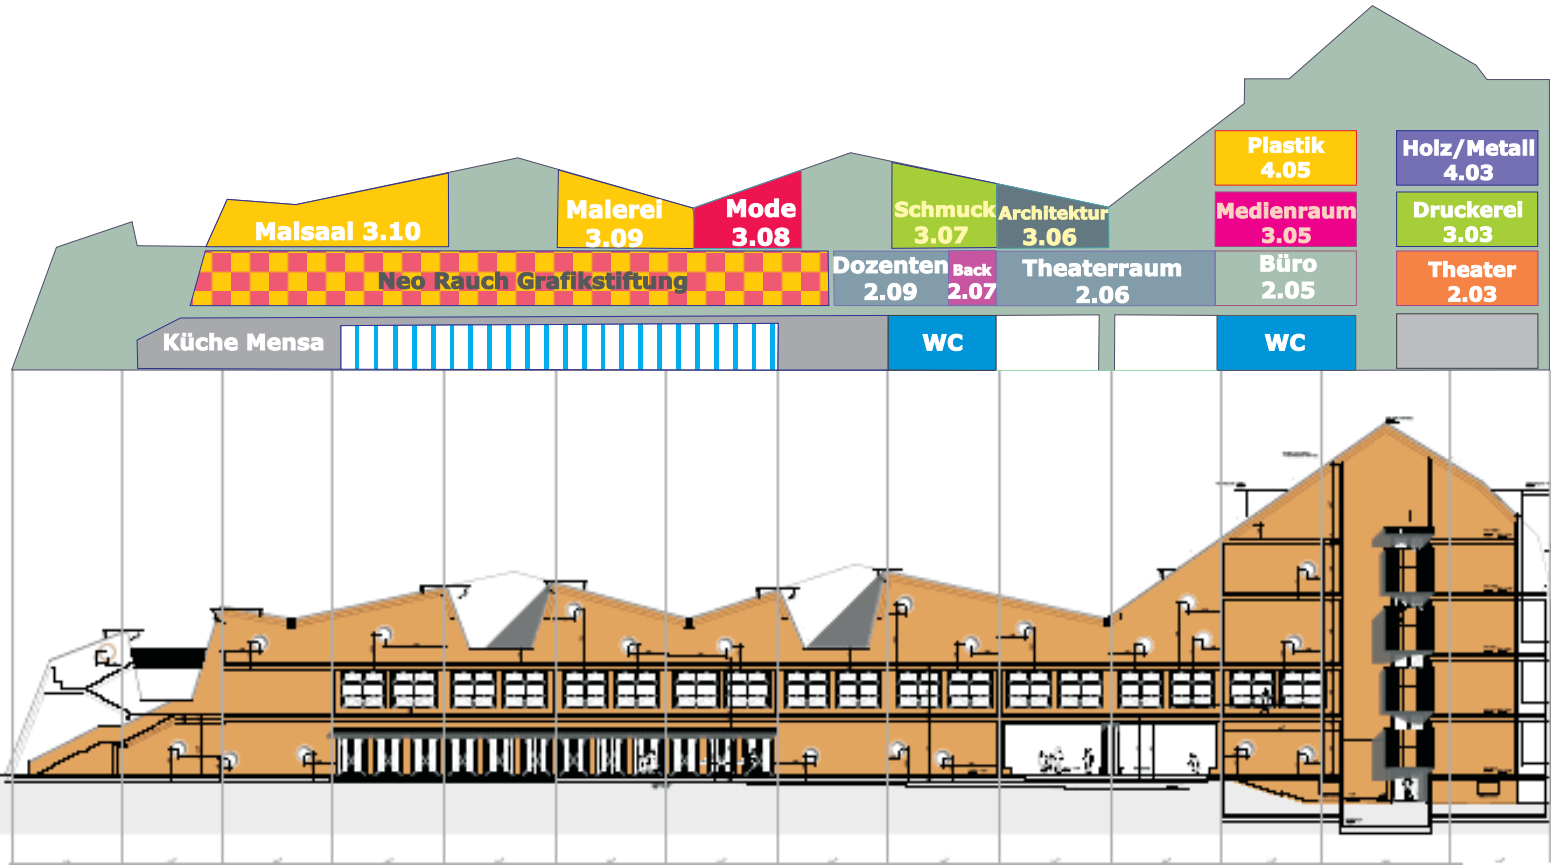 Plastik
4.05
Holz/Metall
4.03
Malsaal 3.10
Malerei
3.09
Mode
3.08
Schmuck
3.07
Architektur
3.06
Medienraum
3.05
Druckerei
3.03
Neo Rauch Grafikstiftung
Dozenten
2.09
Back
2.07
Theaterraum
2.06
Büro
2.05
Theater
2.03
Küche Mensa
WC
WC